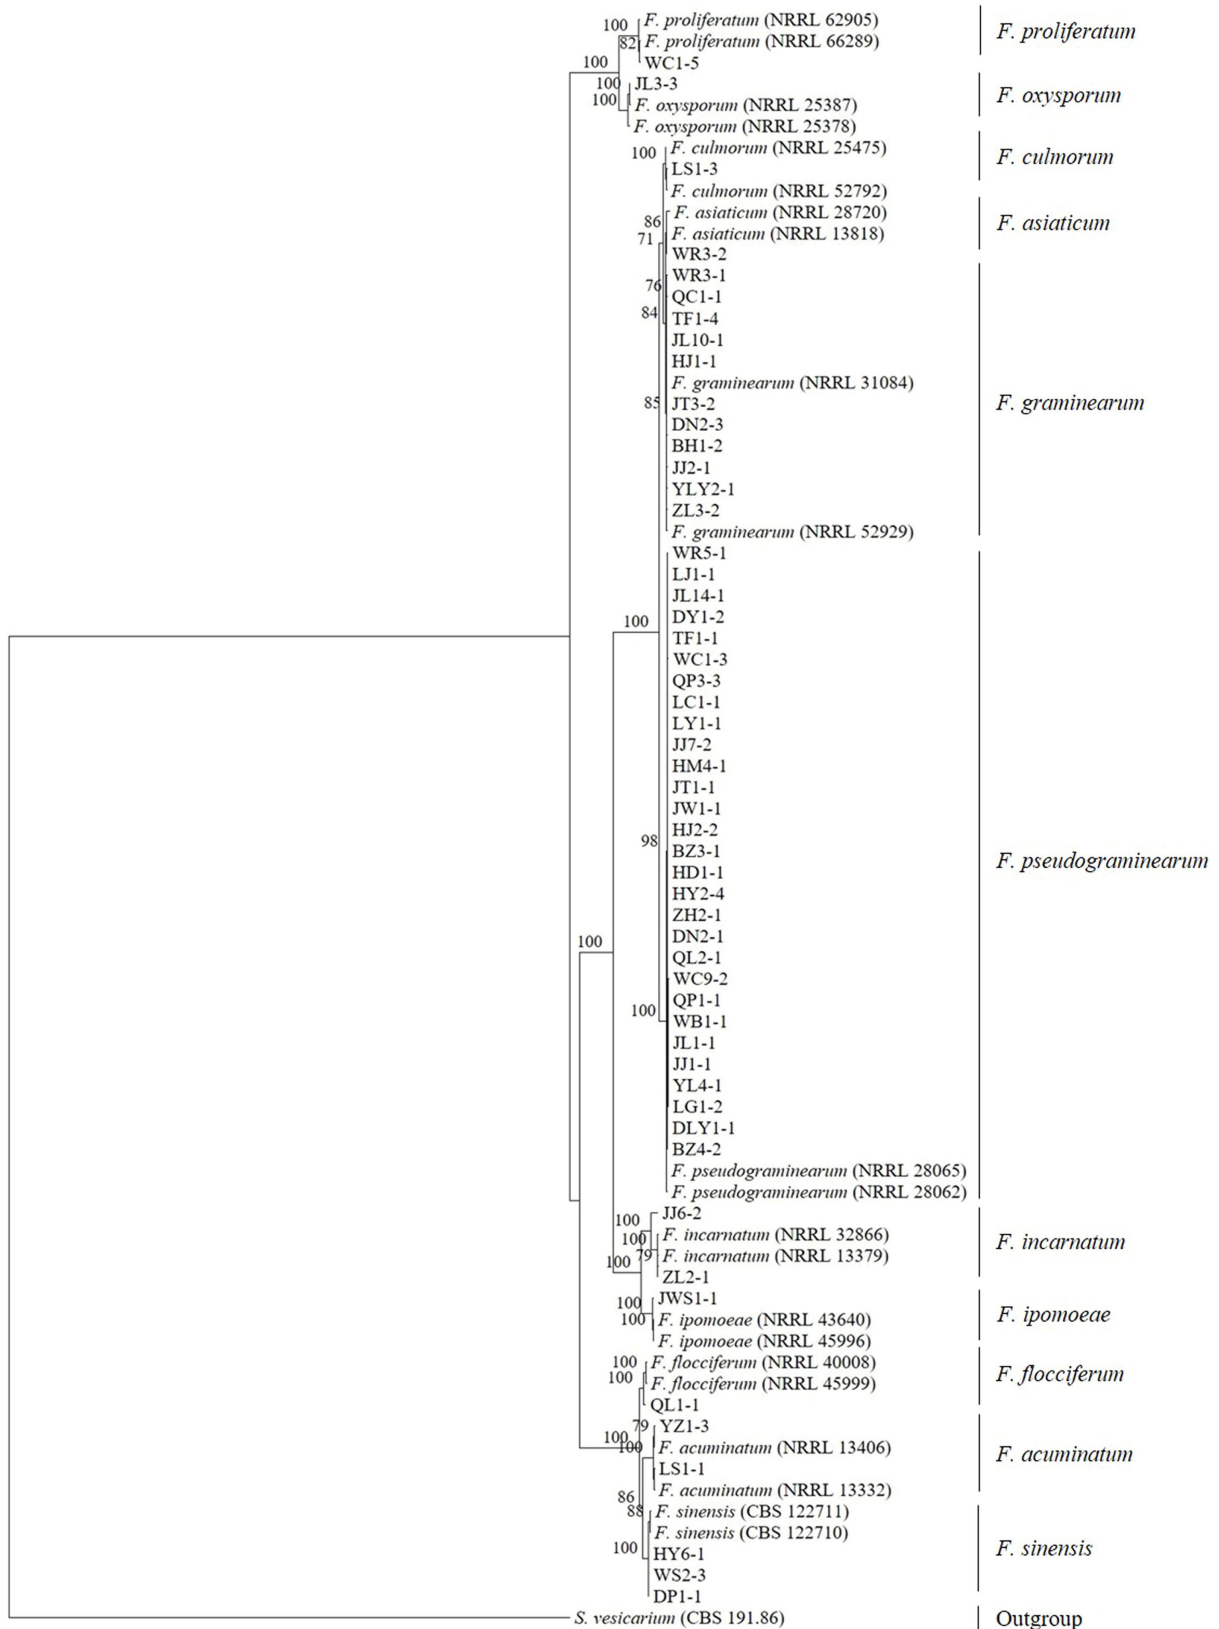 F. proliferatum (NRRL 62905)
100
F. proliferatum (NRRL 66289)
82
F. proliferatum
WC1-5
100
JL3-3
100
F. oxysporum (NRRL 25387)
100
F. oxysporum
F. oxysporum (NRRL 25378)
F. culmorum (NRRL 25475)
100
LS1-3
F. culmorum
F. culmorum (NRRL 52792)
F. asiaticum (NRRL 28720)
86
F. asiaticum (NRRL 13818)
71
F. asiaticum
WR3-2
WR3-1
76
QC1-1
84
TF1-4
JL10-1
HJ1-1
F. graminearum (NRRL 31084)
85
JT3-2
F. graminearum
DN2-3
BH1-2
JJ2-1
YLY2-1
ZL3-2
F. graminearum (NRRL 52929)
WR5-1
LJ1-1
JL14-1
DY1-2
100
TF1-1
WC1-3
QP3-3
LC1-1
LY1-1
JJ7-2
HM4-1
JT1-1
JW1-1
HJ2-2
98
BZ3-1
F. pseudograminearum
HD1-1
HY2-4
ZH2-1
DN2-1
100
QL2-1
WC9-2
QP1-1
100
WB1-1
JL1-1
JJ1-1
YL4-1
LG1-2
DLY1-1
BZ4-2
F. pseudograminearum (NRRL 28065)
F. pseudograminearum (NRRL 28062)
JJ6-2
100
F. incarnatum (NRRL 32866)
100
F. incarnatum
F. incarnatum (NRRL 13379)
79
100
ZL2-1
JWS1-1
100
F. ipomoeae (NRRL 43640)
100
F. ipomoeae
F. ipomoeae (NRRL 45996)
F. flocciferum (NRRL 40008)
100
F. flocciferum (NRRL 45999)
100
F. flocciferum
QL1-1
YZ1-3
79
100
F. acuminatum (NRRL 13406)
100
F. acuminatum
LS1-1
F. acuminatum (NRRL 13332)
86
F. sinensis (CBS 122711)
88
F. sinensis (CBS 122710)
100
F. sinensis
HY6-1
WS2-3
DP1-1
S. vesicarium (CBS 191.86)
Outgroup